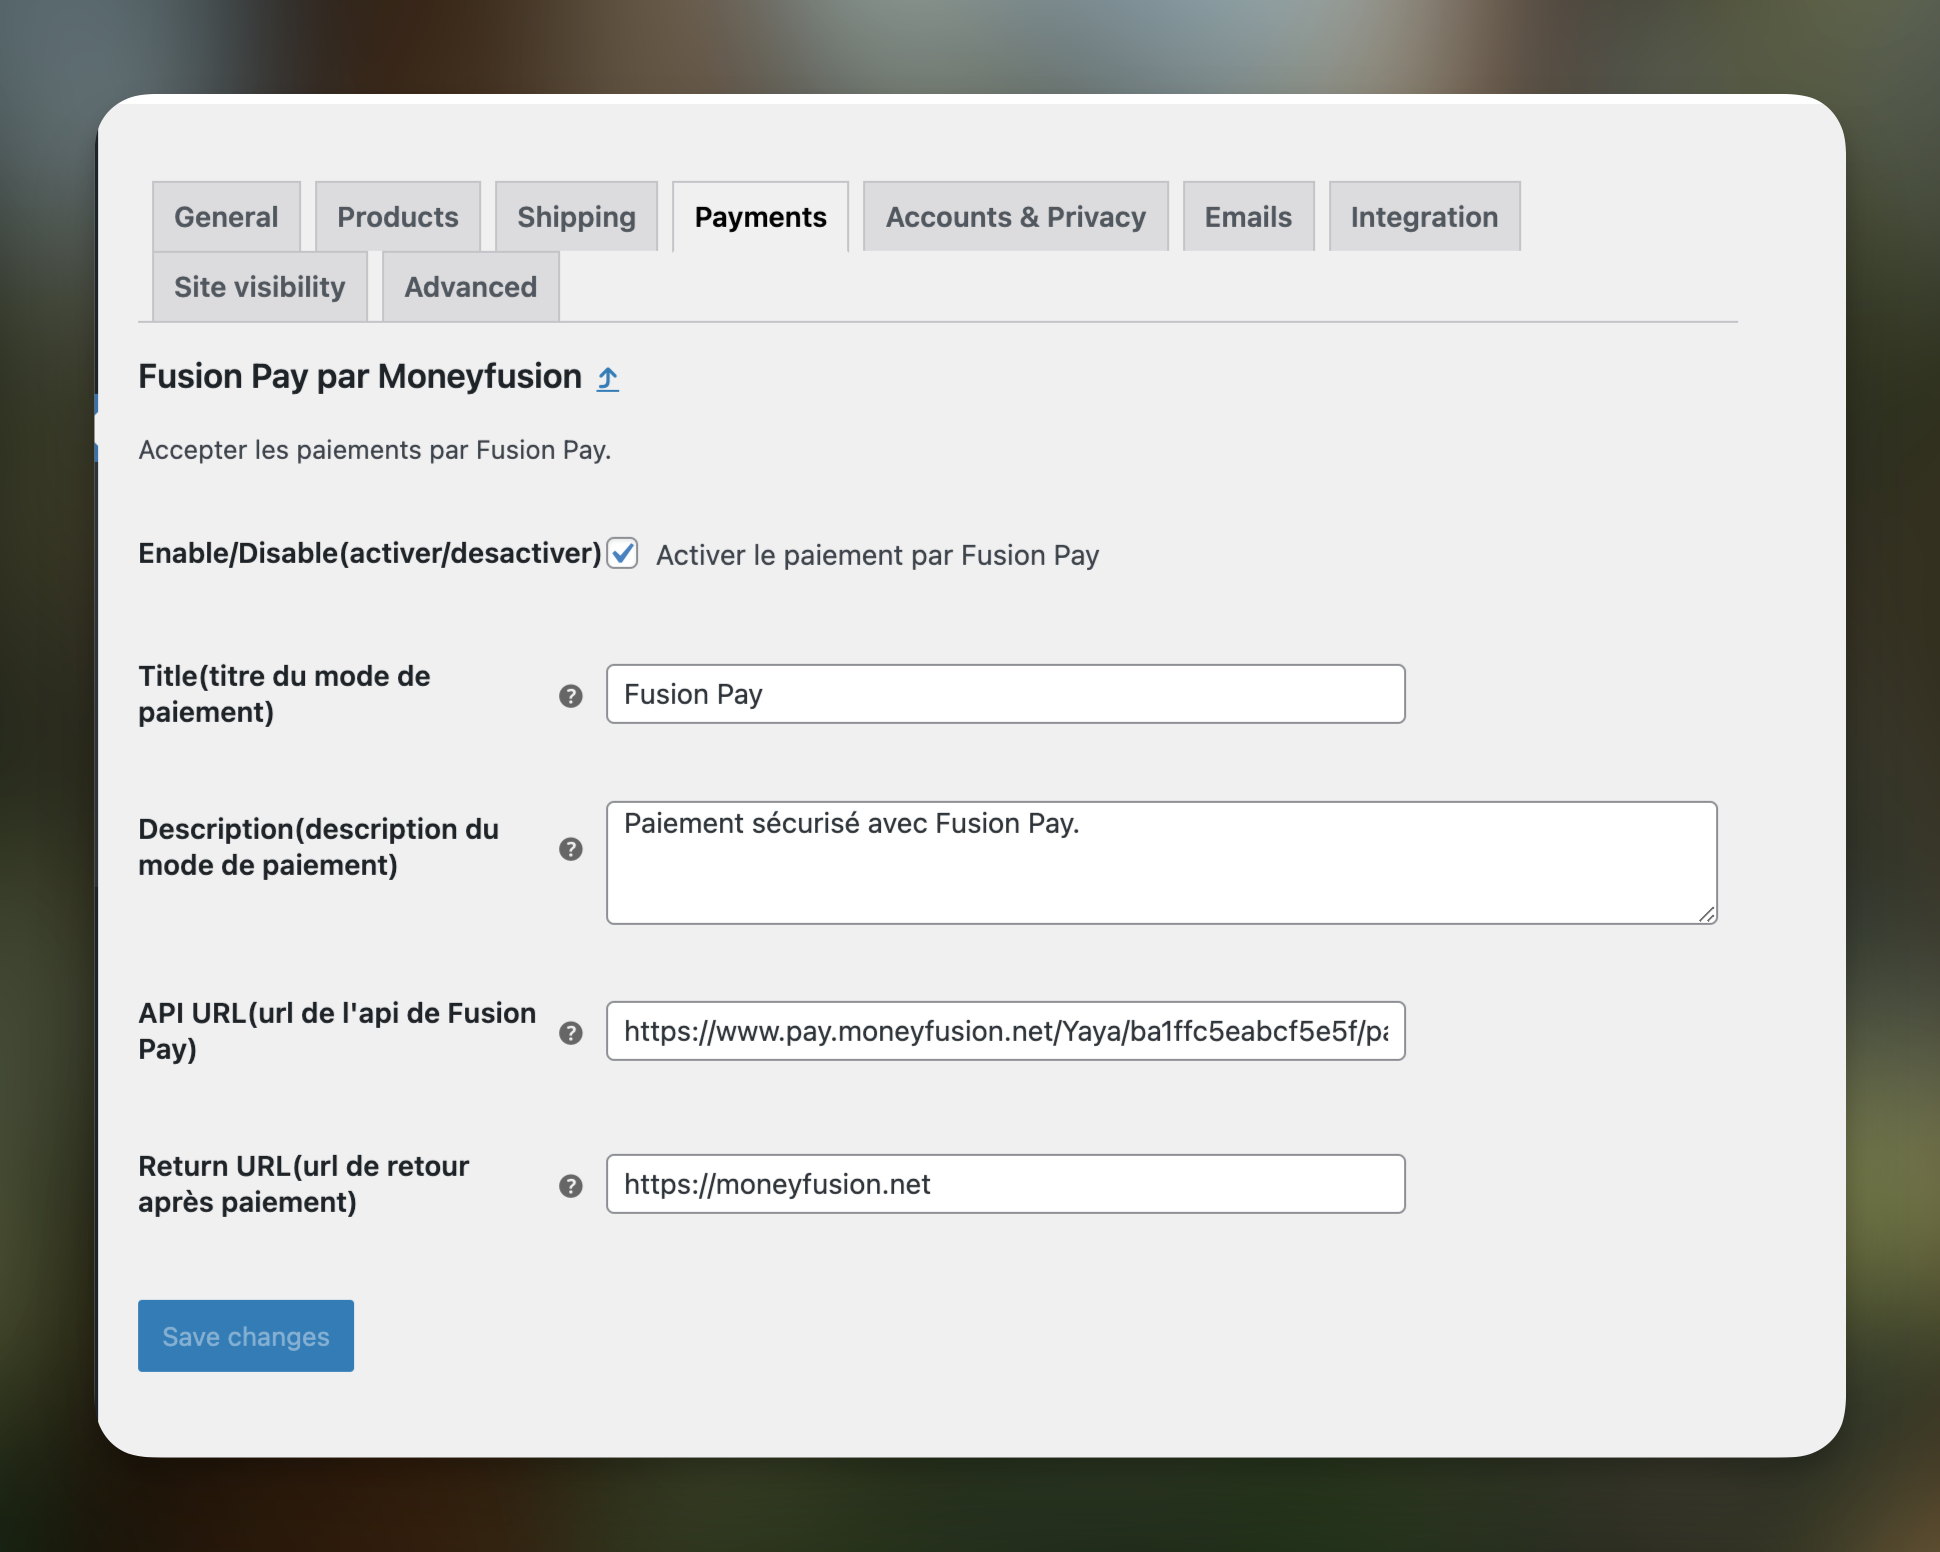 General Products Shipping Payments Accounts & Privacy Emails Integration
Site visibility Advanced
Fusion Pay par Moneyfusion
Accepter les paiements par Fusion Pay.
Enable/Disable(activer/desactiver) Activer le paiement par Fusion Pay
Title(titre du mode de
paiement)
Fusion Pay
Description(description du
mode de paiement)
Paiement sécurisé avec Fusion Pay.
API URL(url de l'api de Fusion
Pay)
https://www.pay.moneyfusion.net/Yaya/ba1ffc5eabcf5e5f/pa
Return URL(url de retour
après paiement)
https://moneyfusion.net
Save changes